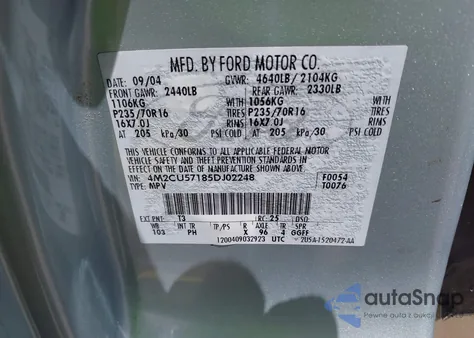 MFD. BY FORD MOTOR CO.
DATE: 09/04 GVWR: 4640LB/ 2104KG
FRONT GAWR: 2440LB REAR GAWR: 2330LB
1106KG WITH 1056KG WITH
P235/70R16 TIRES P235/70R16 TIRES
16X7.0J RIMS 16X7.0J RIMS
AT 205 kPa/30 PSI COLD AT 205 kPa/30 PSI COLD
THIS VEHICLE CONFORMS TO ALL APPLICABLE FEDERAL MOTOR
VEHICLE SAFETY AND THEFT PREVENTION STANDARDS IN
EFFECT ON THE DATE OF MANUFACTURE SHOWN ABOVE.
VIN: 4M2CU57185DJ02248 F0054
TYPE: MPV T0076
EXT PNT: T3 RC: 25 DSO:
WB INT TR TP/PS R AXLE TR SPR
103 PH X 96 4 GGFF
1200409032923 UTC 2U5A-1520472-AA
autoSnap